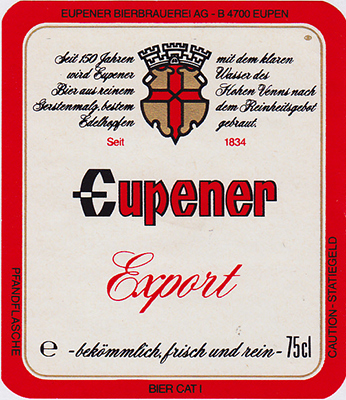 EUPENER BIERBRAUEREI AG - B 4700 EUPEN
Seit 150 Jahren
wird Eupener
Bier aus reinem
Gerstenmalz, bestem
Edelhopfen
mit dem klaren
Wasser des
Hohen Venns nach
dem Reinheitsgebot
gebraut.
Seit 1834
Eupener
Export
PFANDFLASCHE
CAUTION - STATIEGELD
e - bekömmlich, frisch und rein - 75cl
BIER CAT I